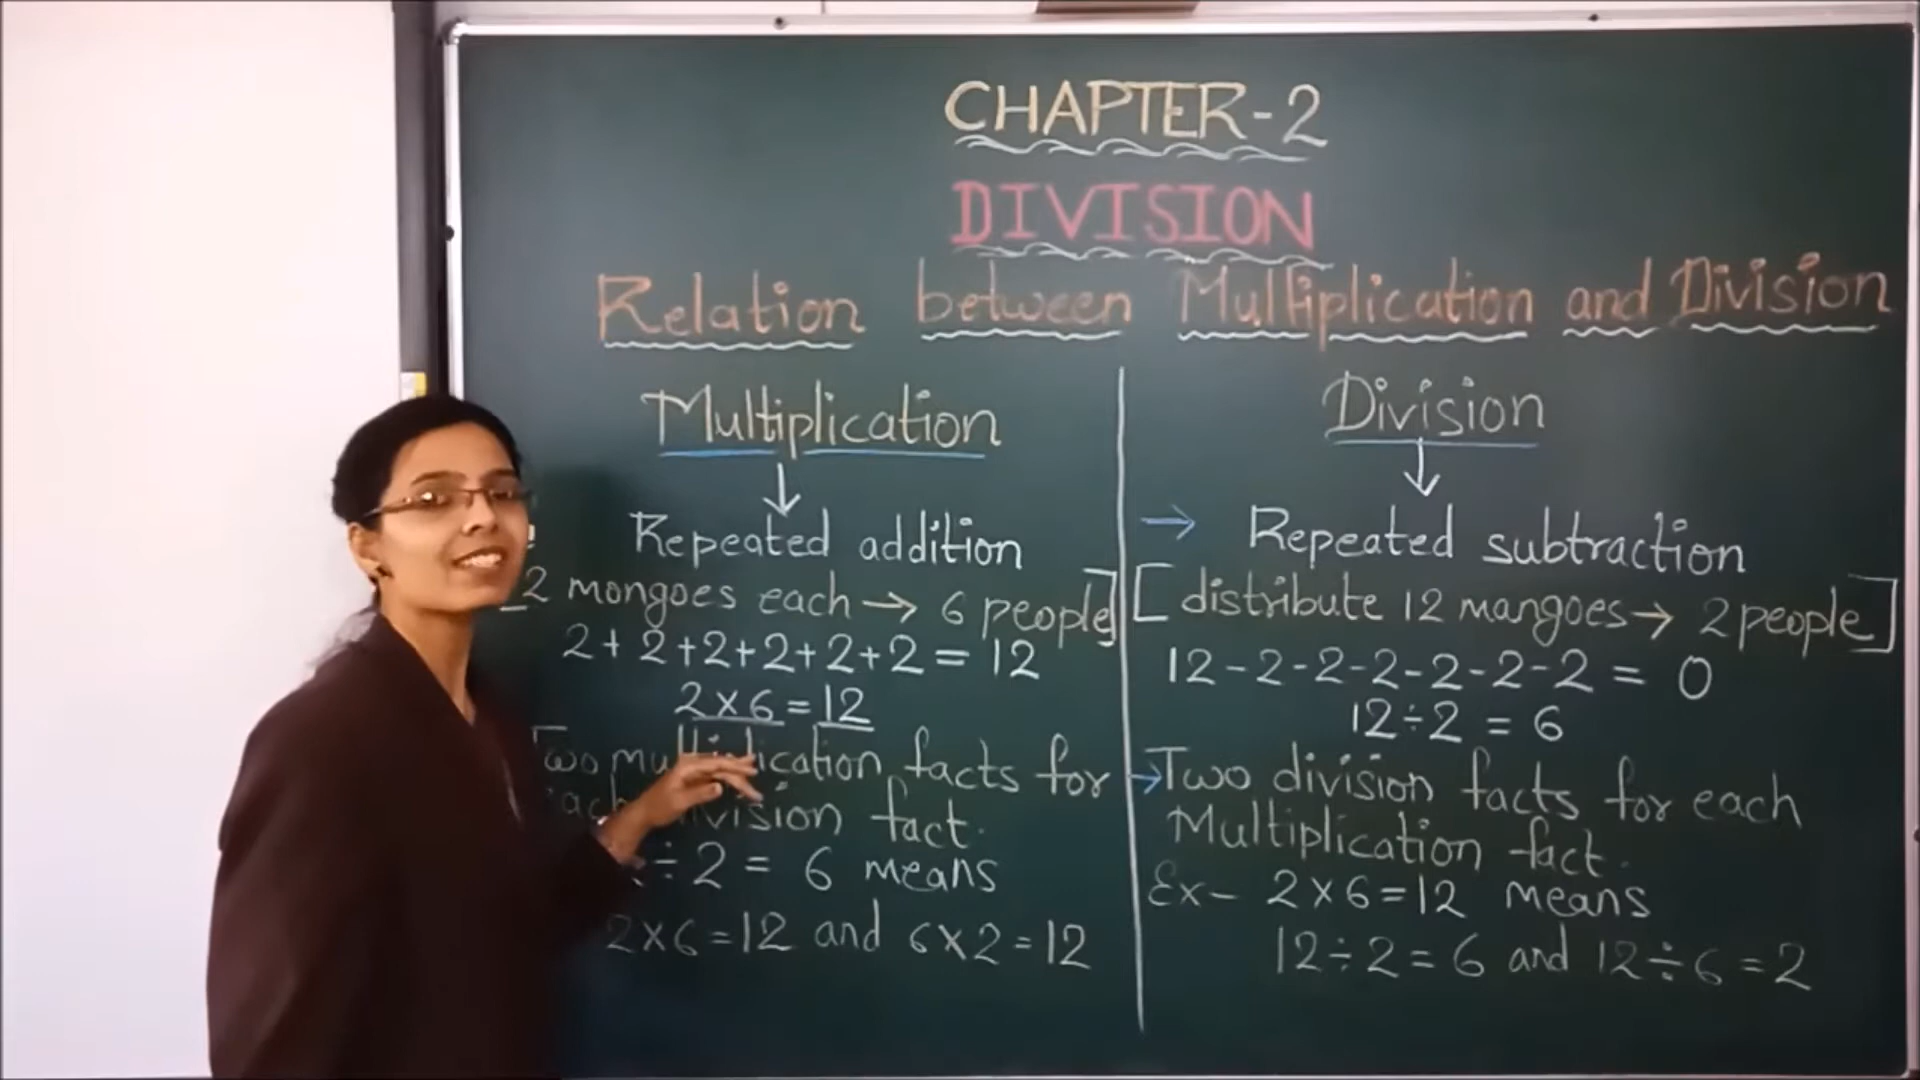 CHAPTER-2
DIVISION
Relation between Multiplication and Division
Multiplication
↓
Repeated addition
2 mongoes each → 6 people]
2+2+2+2+2+2 = 12
2×6 = 12
Two multiplication facts for
each division fact.
÷2 = 6 means
2×6=12 and 6×2=12
Division
↓
→ Repeated subtraction
[distribute 12 mangoes→ 2 people]
12-2-2-2-2-2-2 = 0
12÷2 = 6
→Two division facts for each
Multiplication fact.
Ex- 2×6=12 means
12÷2=6 and 12÷6=2